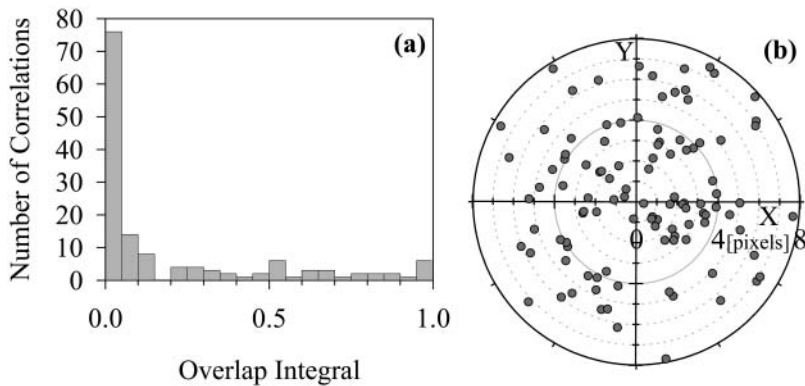 80
70
60
50
40
30
20
10
0
Number of Correlations
(a)
0.0 0.5 1.0
Overlap Integral
(b)
Y
X
0 4 [pixels] 8